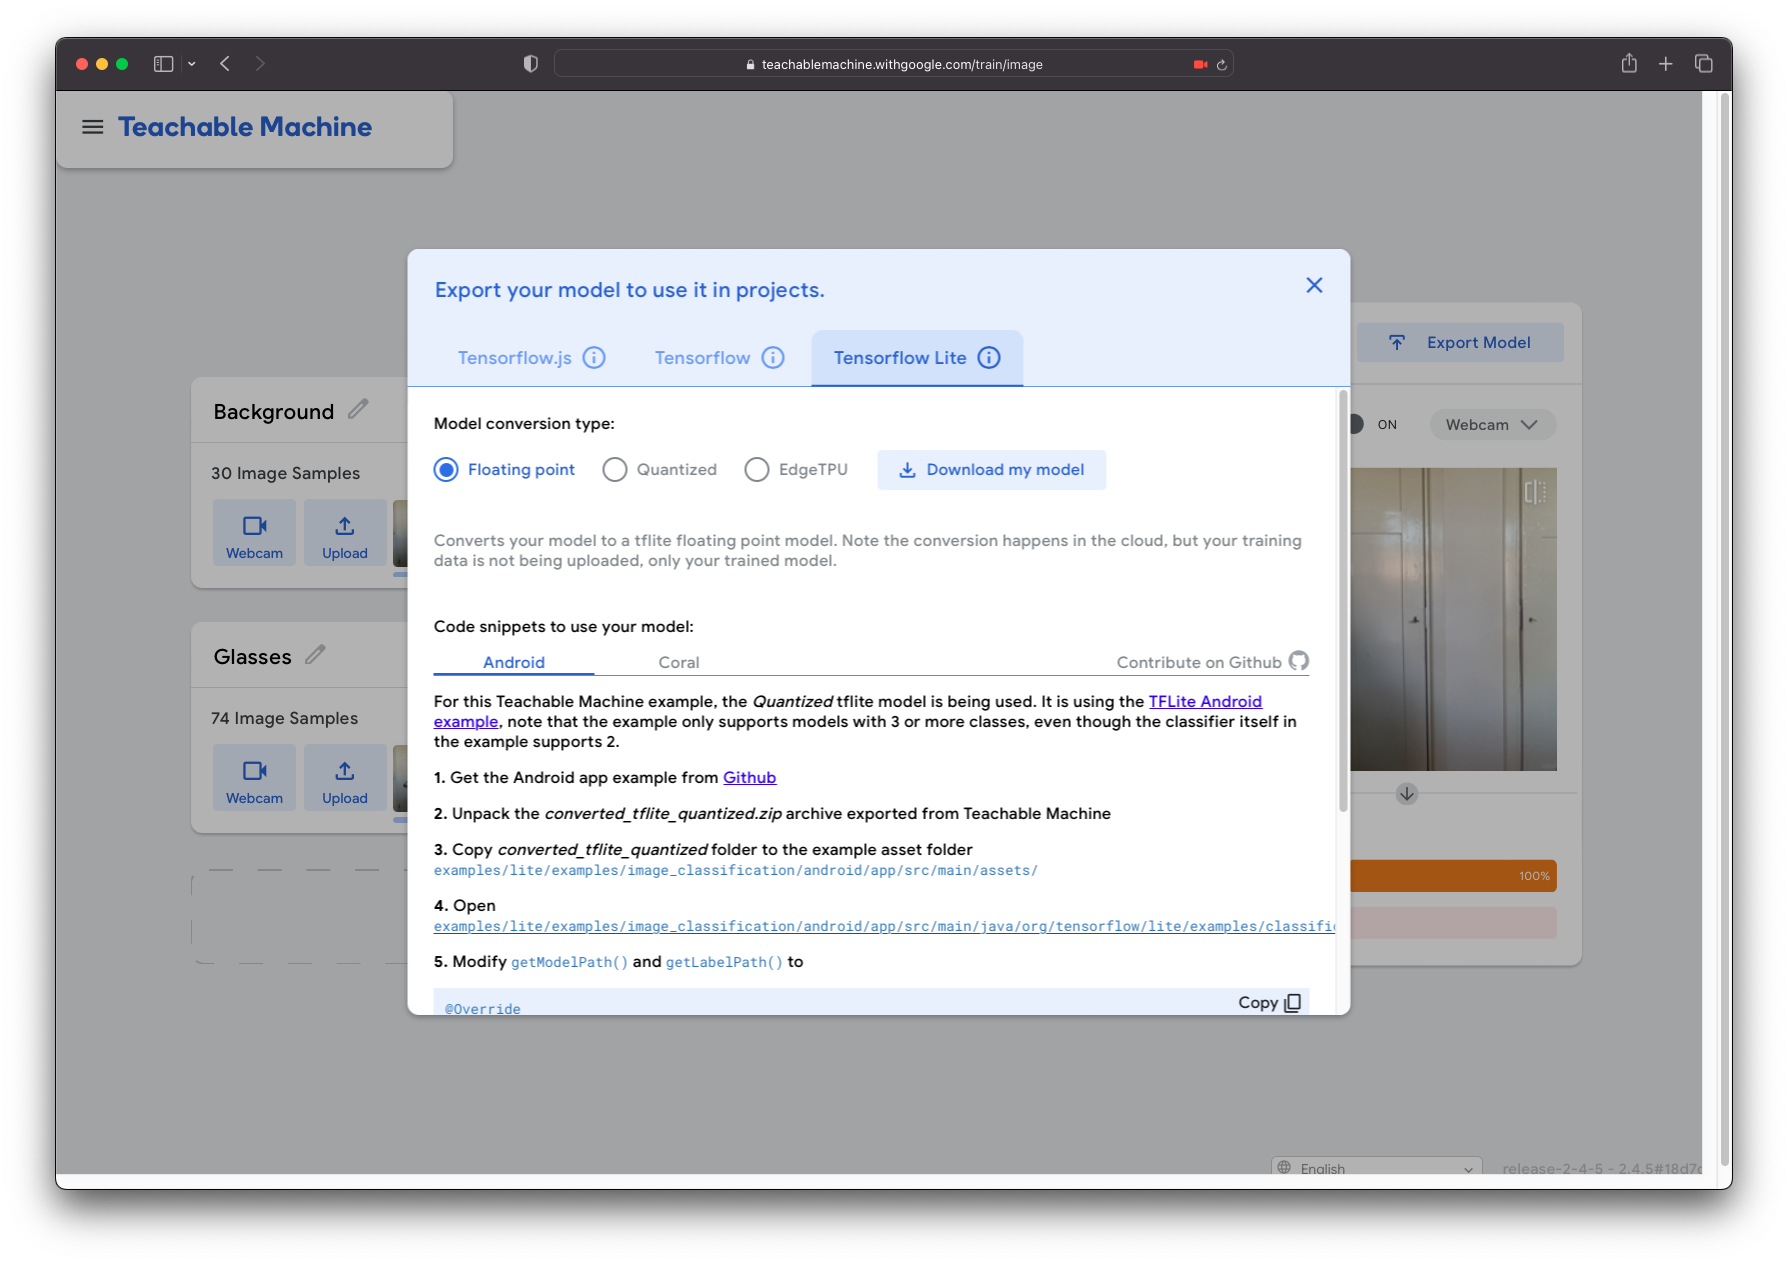 teachablemachine.withgoogle.com/train/image
Teachable Machine
Export your model to use it in projects.
Tensorflow.js
Tensorflow
Tensorflow Lite
Export Model
Background
30 Image Samples
Webcam
Upload
Glasses
74 Image Samples
Webcam
Upload
Model conversion type:
Floating point
Quantized
EdgeTPU
Download my model
Converts your model to a tflite floating point model. Note the conversion happens in the cloud, but your training
data is not being uploaded, only your trained model.
Code snippets to use your model:
Android
Coral
Contribute on Github
For this Teachable Machine example, the Quantized tflite model is being used. It is using the TFLite Android
example, note that the example only supports models with 3 or more classes, even though the classifier itself in
the example supports 2.
1. Get the Android app example from Github
2. Unpack the converted_tflite_quantized.zip archive exported from Teachable Machine
3. Copy converted_tflite_quantized folder to the example asset folder
examples/lite/examples/image_classification/android/app/src/main/assets/
4. Open
examples/lite/examples/image_classification/android/app/src/main/java/org/tensorflow/lite/examples/classific
5. Modify getModelPath() and getLabelPath() to
@Override
Copy
ON
Webcam
100%
English
release-2-4-5 - 2.4.5#18d7c